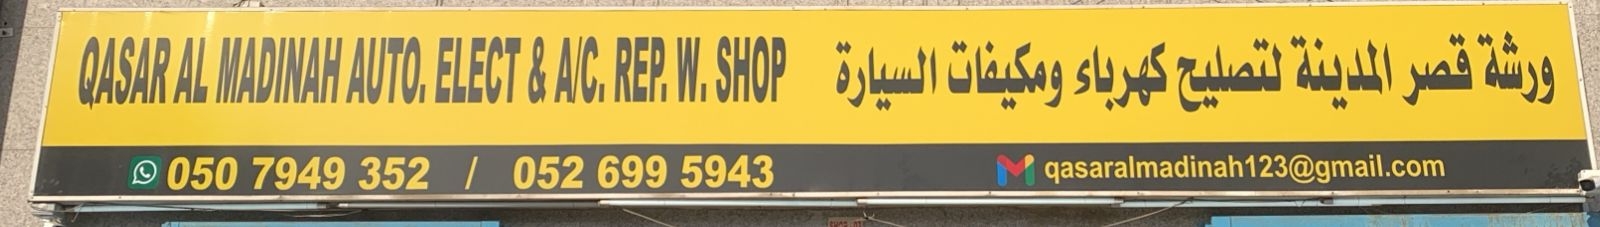 QASAR AL MADINAH AUTO. ELECT & A/C. REP. W. SHOP
ورشة قصر المدينة لتصليح كهرباء ومكيفات السيارة
050 7949 352 / 052 699 5943
qasaralmadinah123@gmail.com